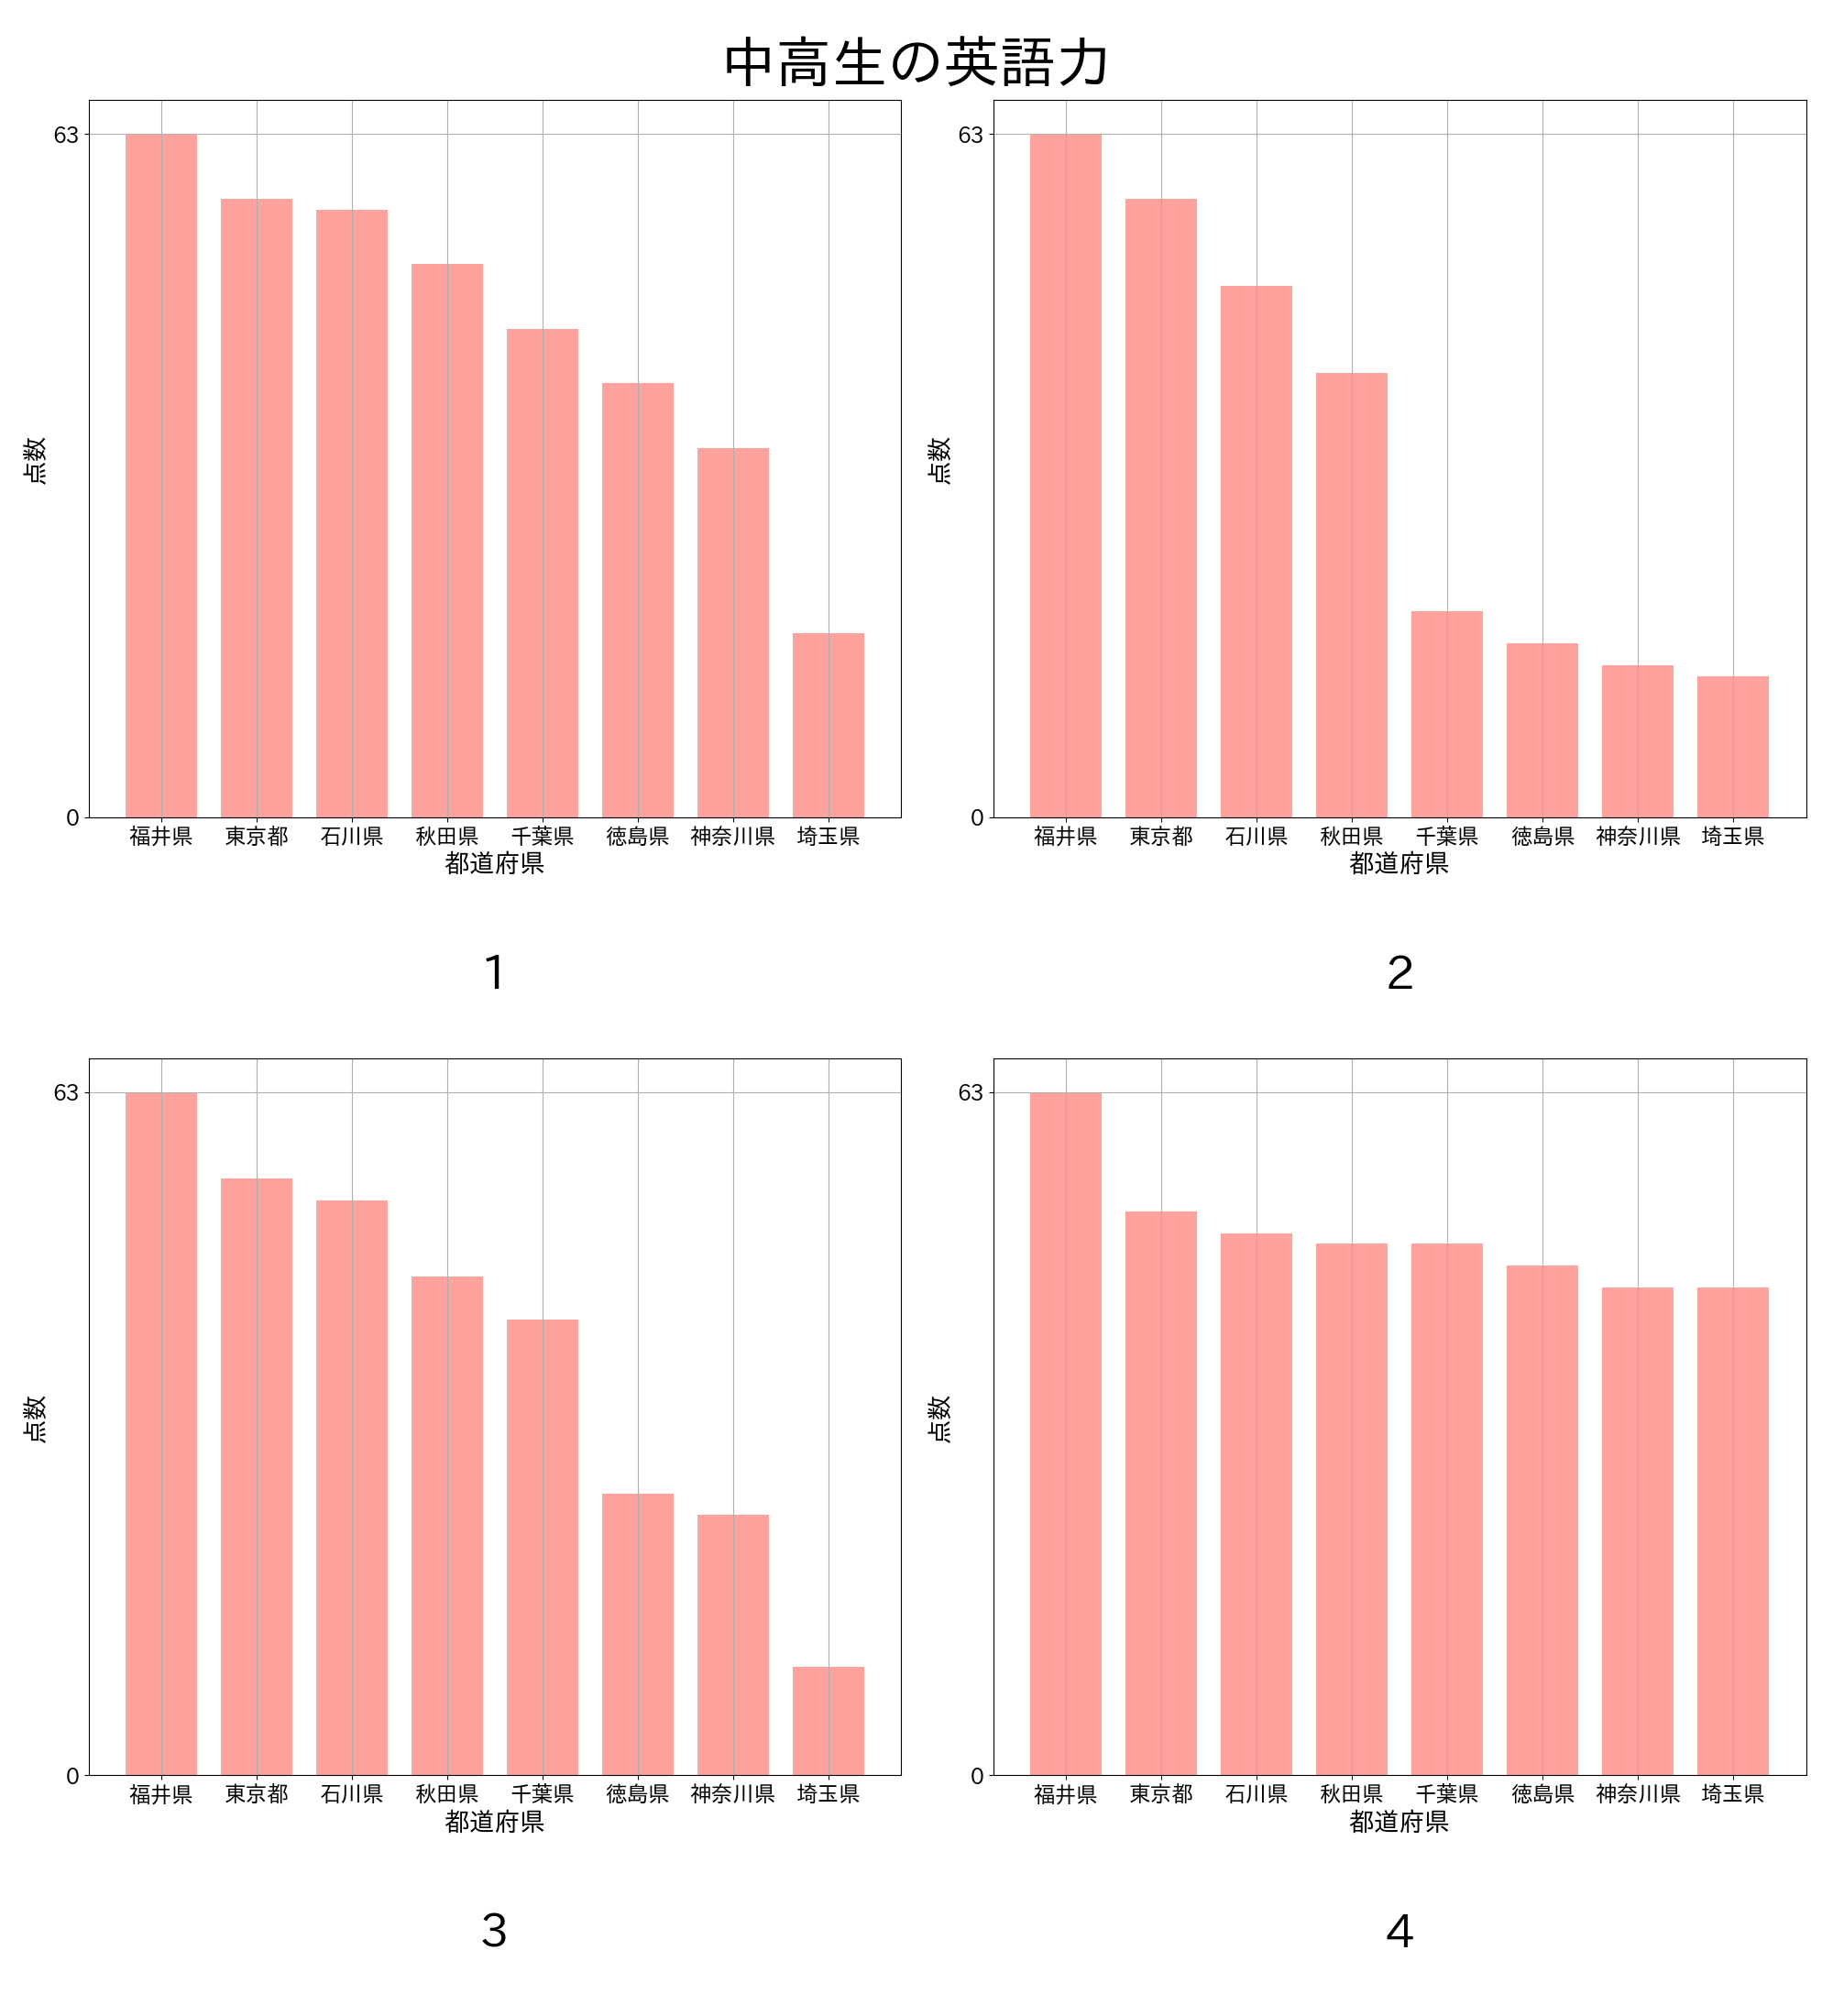 中高生の英語力
63
0
点数
福井県 東京都 石川県 秋田県 千葉県 徳島県 神奈川県 埼玉県
都道府県
1
63
0
点数
福井県 東京都 石川県 秋田県 千葉県 徳島県 神奈川県 埼玉県
都道府県
2
63
0
点数
福井県 東京都 石川県 秋田県 千葉県 徳島県 神奈川県 埼玉県
都道府県
3
63
0
点数
福井県 東京都 石川県 秋田県 千葉県 徳島県 神奈川県 埼玉県
都道府県
4